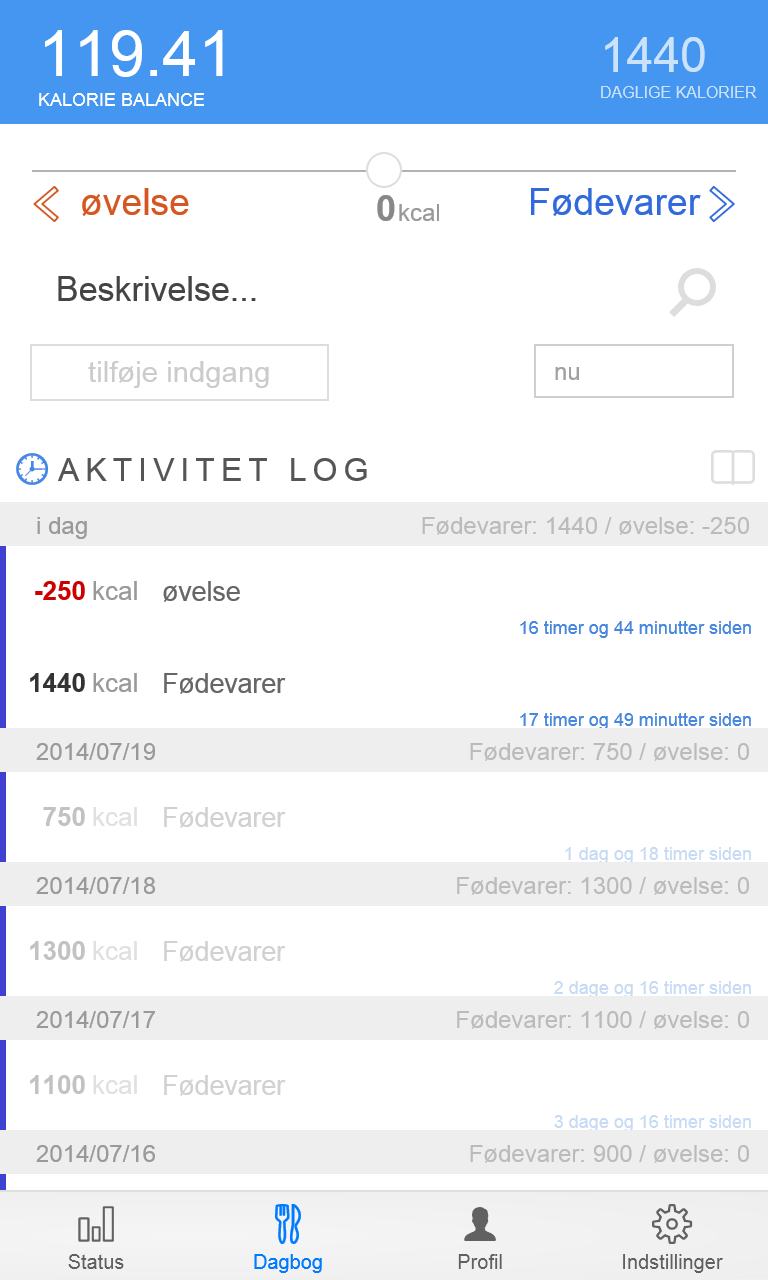 119.41
1440
KALORIE BALANCE
DAGLIGE KALORIER
øvelse
0 kcal
Fødevarer
Beskrivelse...
tilføje indgang
nu
AKTIVITET LOG
i dag
Fødevarer: 1440 / øvelse: -250
-250 kcal øvelse
16 timer og 44 minutter siden
1440 kcal Fødevarer
17 timer og 49 minutter siden
2014/07/19
Fødevarer: 750 / øvelse: 0
750 kcal Fødevarer
1 dag og 18 timer siden
2014/07/18
Fødevarer: 1300 / øvelse: 0
1300 kcal Fødevarer
2 dage og 16 timer siden
2014/07/17
Fødevarer: 1100 / øvelse: 0
1100 kcal Fødevarer
3 dage og 16 timer siden
2014/07/16
Fødevarer: 900 / øvelse: 0
Status
Dagbog
Profil
Indstillinger